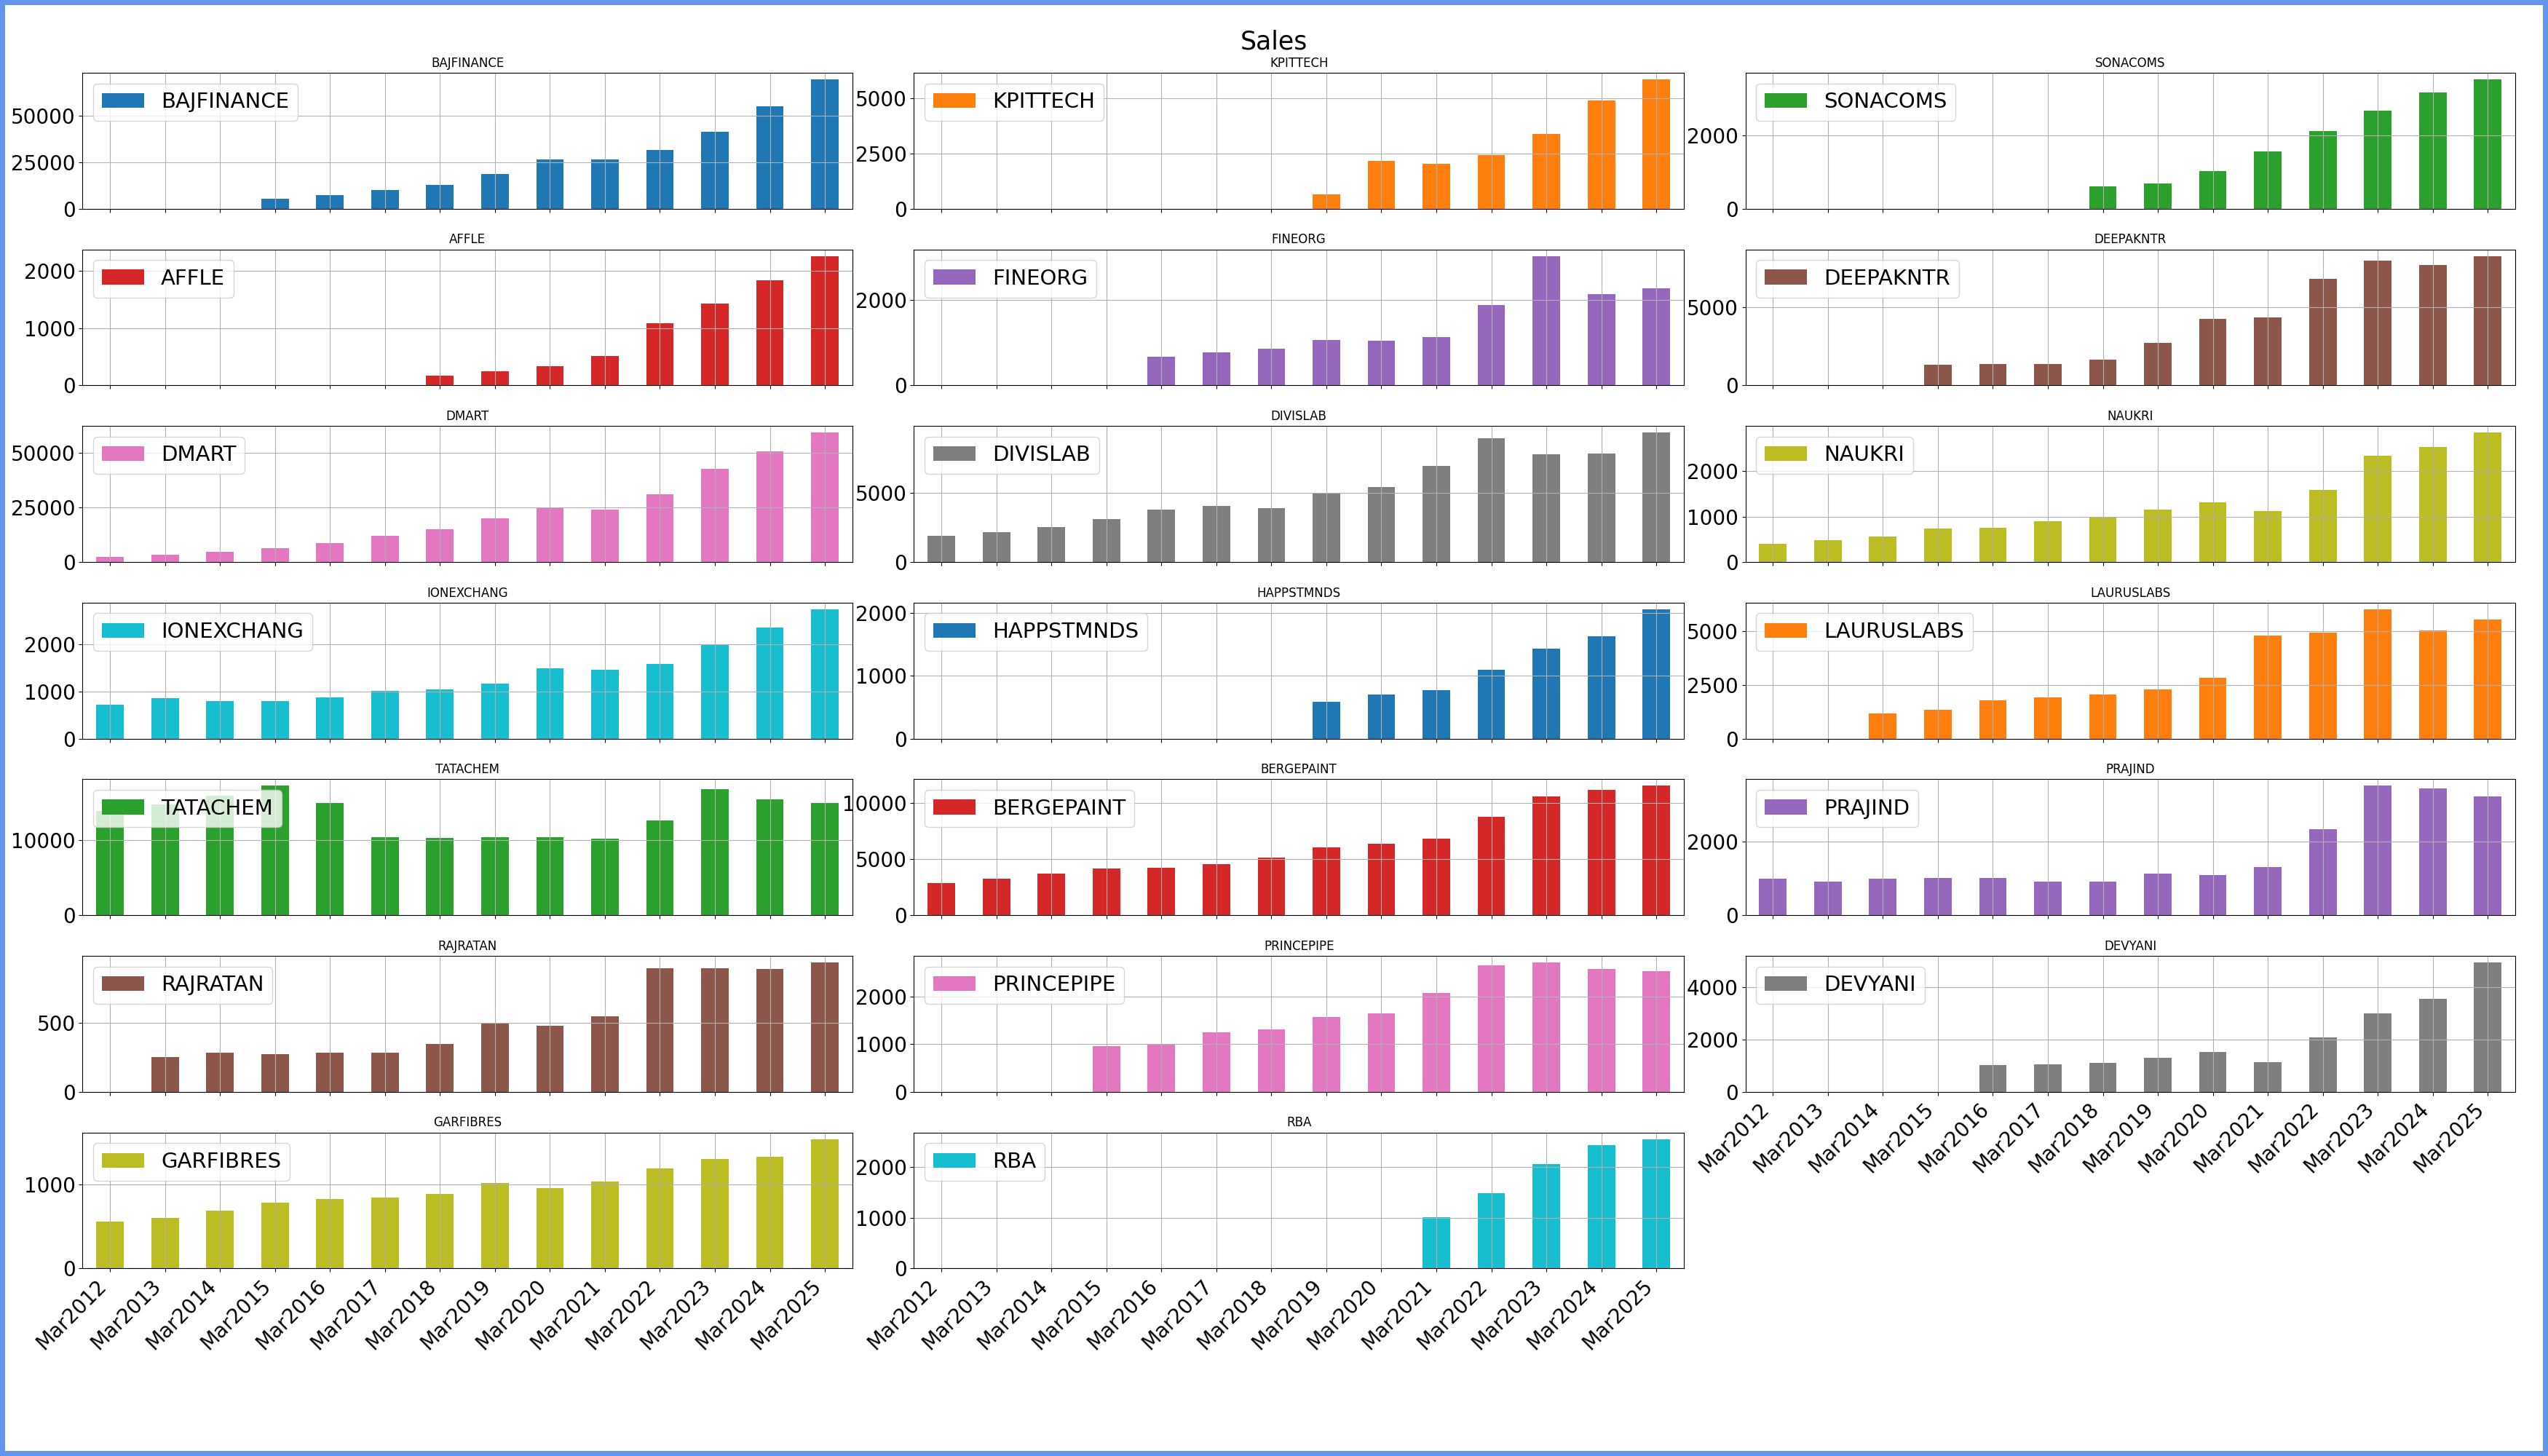 Sales
BAJFINANCE
BAJFINANCE
50000
25000
0
KPITTECH
KPITTECH
5000
2500
0
SONACOMS
SONACOMS
2000
0
AFFLE
AFFLE
2000
1000
0
FINEORG
FINEORG
2000
0
DEEPAKNTR
DEEPAKNTR
5000
0
DMART
DMART
50000
25000
0
DIVISLAB
DIVISLAB
5000
0
NAUKRI
NAUKRI
2000
1000
0
IONEXCHANG
IONEXCHANG
2000
1000
0
HAPPSTMNDS
HAPPSTMNDS
2000
1000
0
LAURUSLABS
LAURUSLABS
5000
2500
0
TATACHEM
TATACHEM
10000
0
BERGEPAINT
BERGEPAINT
10000
5000
0
PRAJIND
PRAJIND
2000
0
RAJRATAN
RAJRATAN
500
0
PRINCEPIPE
PRINCEPIPE
2000
1000
0
DEVYANI
DEVYANI
4000
2000
0
Mar2012
Mar2013
Mar2014
Mar2015
Mar2016
Mar2017
Mar2018
Mar2019
Mar2020
Mar2021
Mar2022
Mar2023
Mar2024
Mar2025
GARFIBRES
GARFIBRES
1000
0
Mar2012
Mar2013
Mar2014
Mar2015
Mar2016
Mar2017
Mar2018
Mar2019
Mar2020
Mar2021
Mar2022
Mar2023
Mar2024
Mar2025
RBA
RBA
2000
1000
0
Mar2012
Mar2013
Mar2014
Mar2015
Mar2016
Mar2017
Mar2018
Mar2019
Mar2020
Mar2021
Mar2022
Mar2023
Mar2024
Mar2025